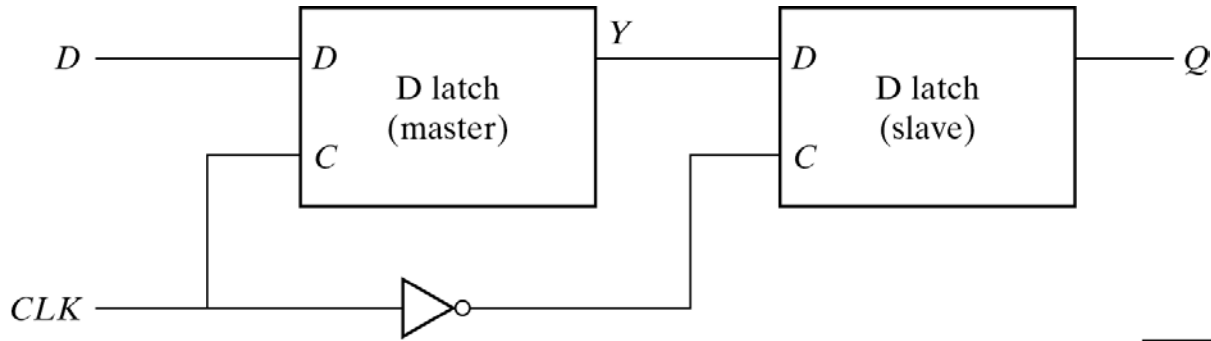 Y
D D D Q
D latch D latch
(master) (slave)
C C
CLK